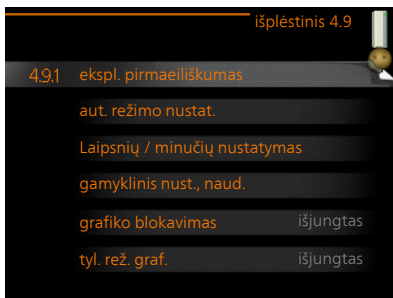 išplėstinis 4.9
4.9.1 ekspl. pirmaeiliškumas
aut. režimo nustat.
Laipsnių / minučių nustatymas
gamyklinis nust., naud.
grafiko blokavimas išjungtas
tyl. rež. graf. išjungtas